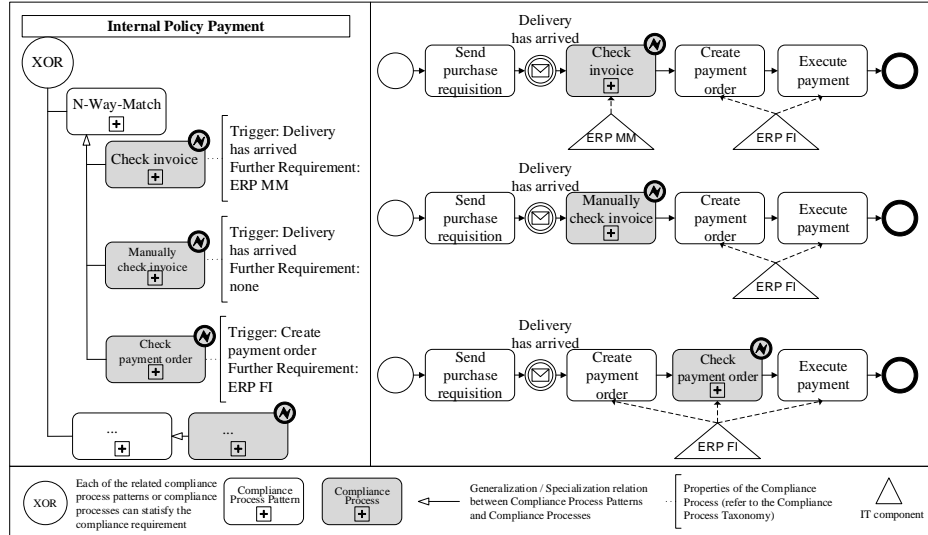 Internal Policy Payment
XOR
N-Way-Match
Check invoice
Trigger: Delivery
has arrived
Further Requirement:
ERP MM
Manually
check invoice
Trigger: Delivery
has arrived
Further Requirement:
none
Check
payment order
Trigger: Create
payment order
Further Requirement:
ERP FI
...
...
Send
purchase
requisition
Delivery
has arrived
Check
invoice
Create
payment
order
Execute
payment
ERP MM
ERP FI
Send
purchase
requisition
Delivery
has arrived
Manually
check invoice
Create
payment
order
Execute
payment
ERP FI
Send
purchase
requisition
Delivery
has arrived
Create
payment
order
Check
payment order
Execute
payment
ERP FI
XOR
Each of the related compliance
process patterns or compliance
processes can statisfy the
compliance requirement
Compliance
Process Pattern
Compliance
Process
Generalization / Specialization relation
between Compliance Process Patterns
and Compliance Processes
Properties of the Compliance
Process (refer to the Compliance
Process Taxonomy)
IT component